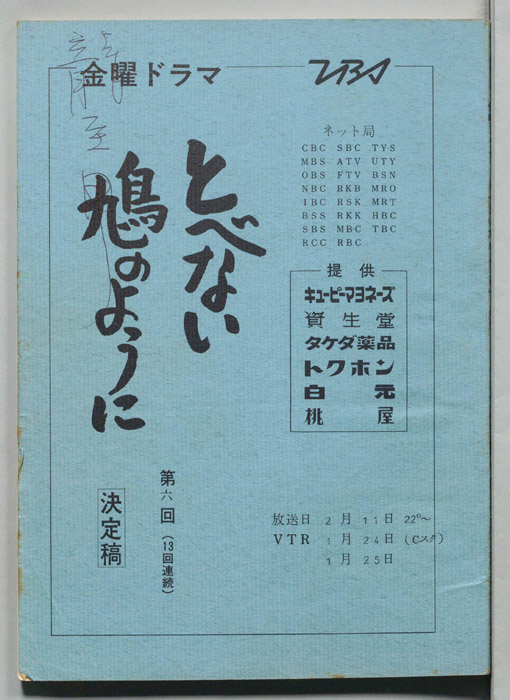 金曜ドラマ
TBS
とべない
鳩のように
第六回（13回連続）
決定稿
ネット局
CBC SBC TYS
MBS ATV UTY
OBS FTV BSN
NBC RKB MRO
IBC RSK MRT
BSS RKK HBC
SBS MBC TBC
RCC RBC
提供
キューピーマヨネーズ
資生堂
タケダ薬品
トクホン
白元
桃屋
放送日 2月11日 22°〜
VTR 1月24日 (Cスタ)
1月25日